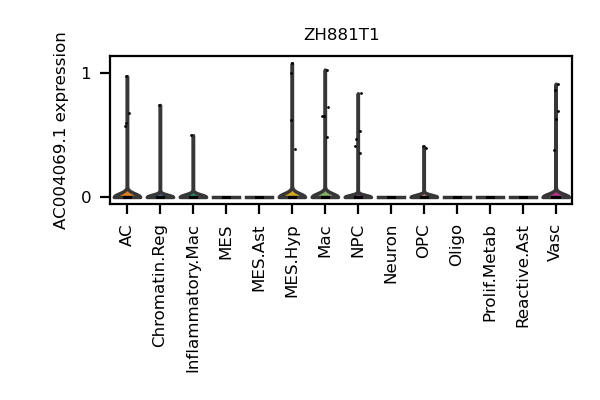 ZH881T1
AC004069.1 expression
1
0
AC
Chromatin.Reg
Inflammatory.Mac
MES
MES.Ast
MES.Hyp
Mac
NPC
Neuron
OPC
Oligo
Prolif.Metab
Reactive.Ast
Vasc